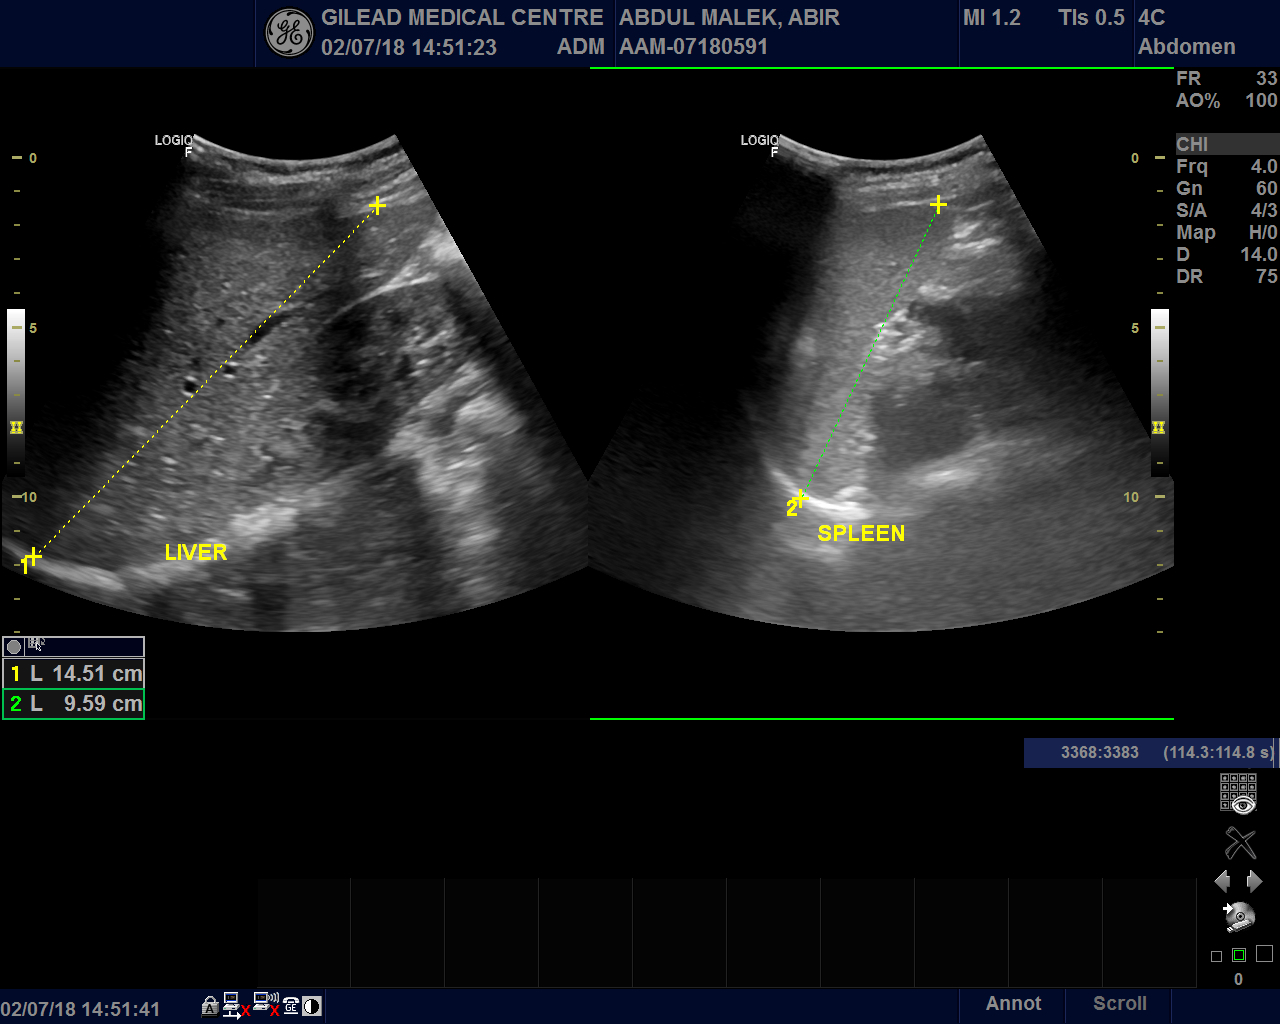 GILEAD MEDICAL CENTRE
02/07/18 14:51:23 ADM
ABDUL MALEK, ABIR
AAM-07180591
MI 1.2 TIs 0.5
4C
Abdomen
FR 33
AO% 100
CHI
Frq 4.0
Gn 60
S/A 4/3
Map H/0
D 14.0
DR 75
LOGIQ
F
LOGIQ
F
0
5
10
0
5
10
1
LIVER
2
SPLEEN
1 L 14.51 cm
2 L 9.59 cm
3368:3383 (114.3:114.8 s)
0
02/07/18 14:51:41
A
GE
Annot
Scroll